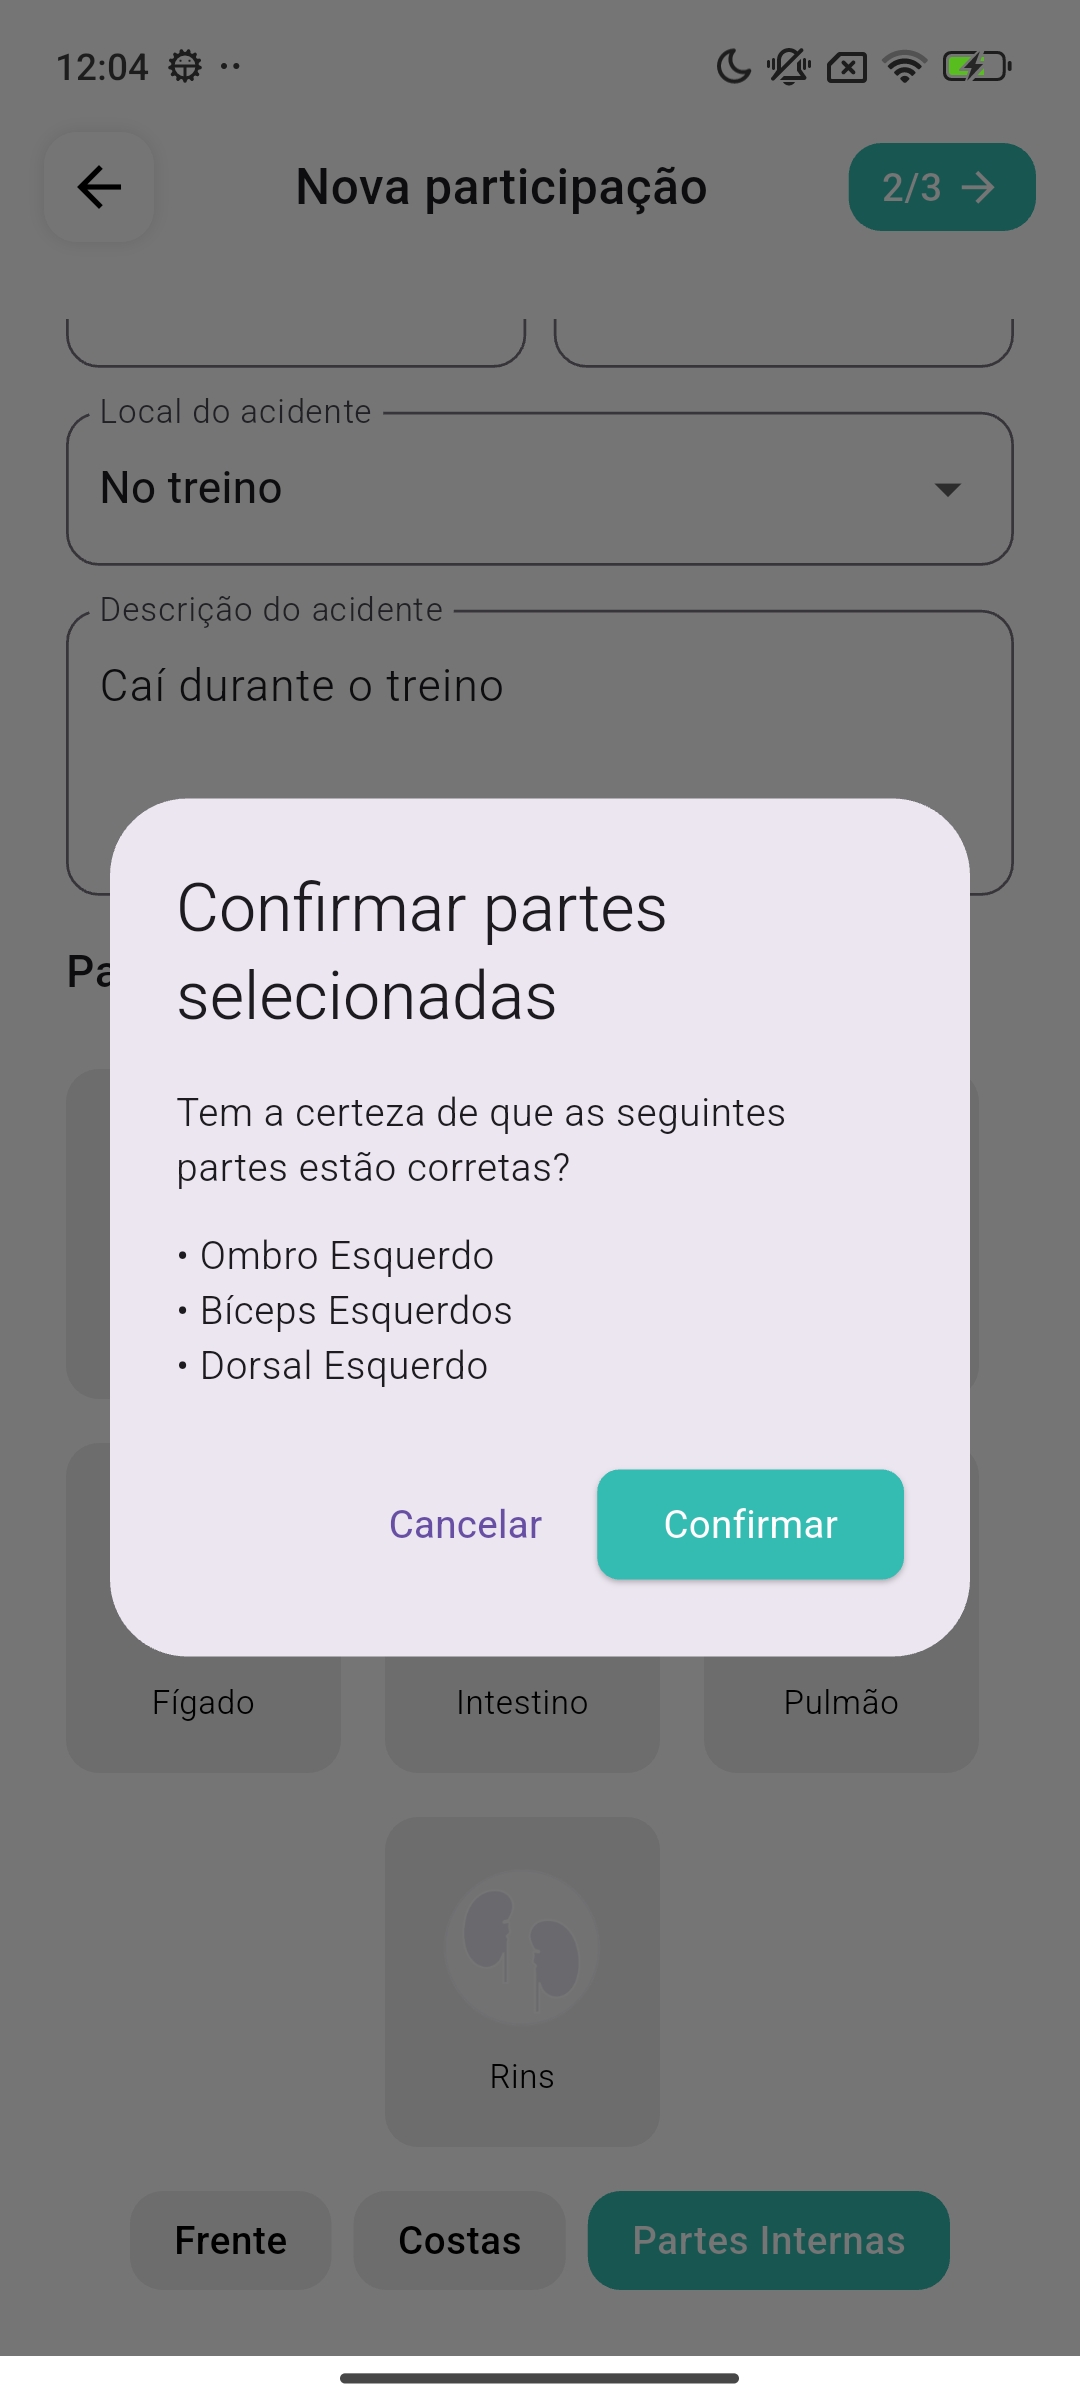 12:04
Nova participação
2/3
Local do acidente
No treino
Descrição do acidente
Caí durante o treino
Pa
Confirmar partes
selecionadas
Tem a certeza de que as seguintes
partes estão corretas?
• Ombro Esquerdo
• Bíceps Esquerdos
• Dorsal Esquerdo
Cancelar
Confirmar
Fígado
Intestino
Pulmão
Rins
Frente
Costas
Partes Internas